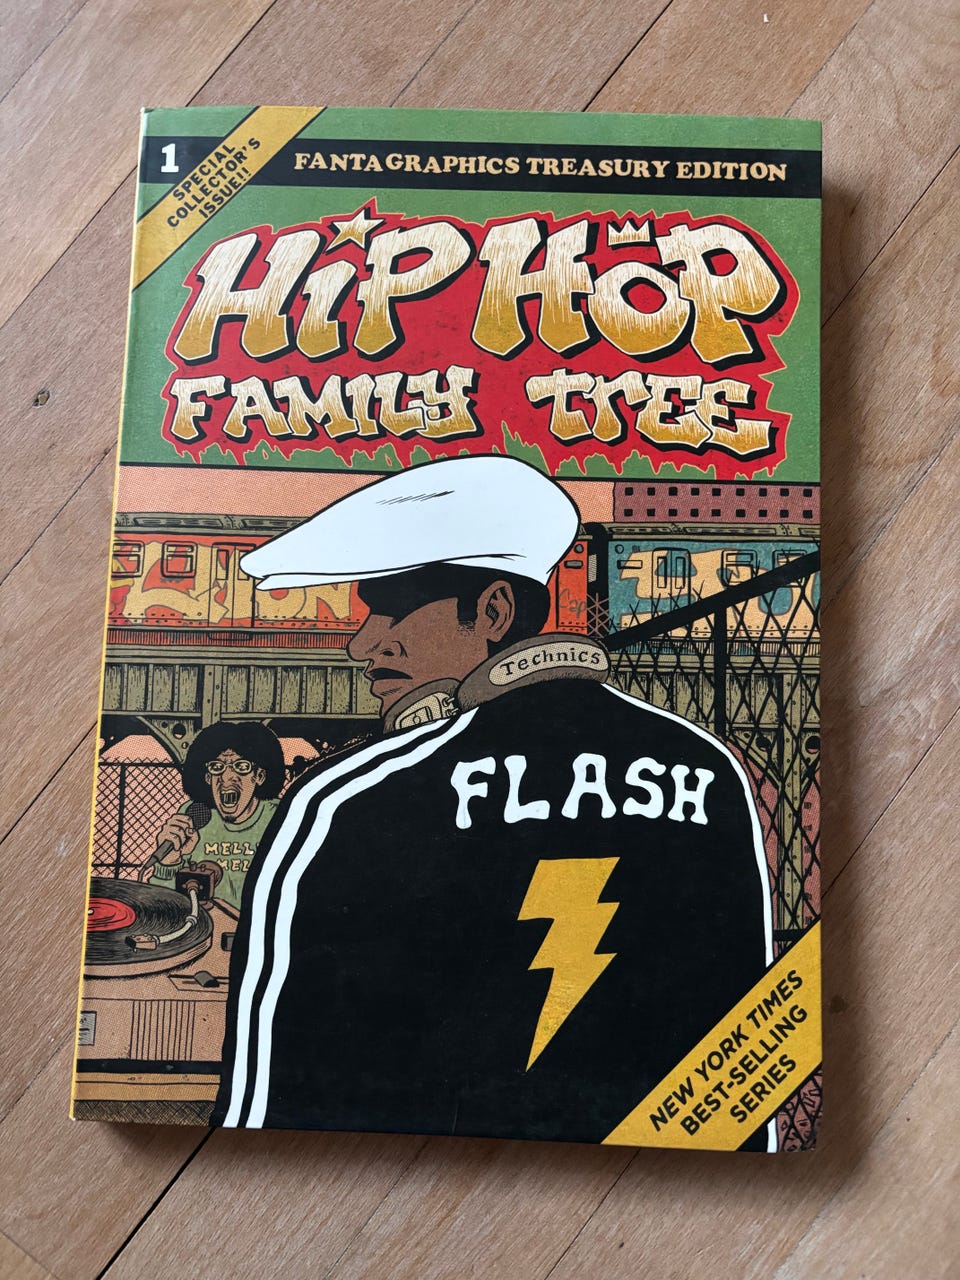 1
SPECIAL
COLLECTOR'S
ISSUE!!
FANTAGRAPHICS TREASURY EDITION
HIP HOP
FAMILY TREE
Technics
FLASH
MELL
MEL
NEW YORK TIMES
BEST-SELLING
SERIES